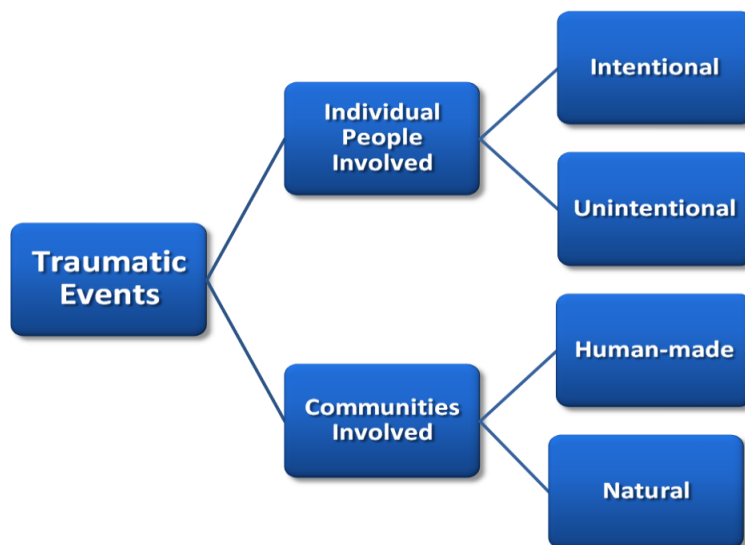 Traumatic
Events
Individual
People
Involved
Intentional
Unintentional
Communities
Involved
Human-made
Natural